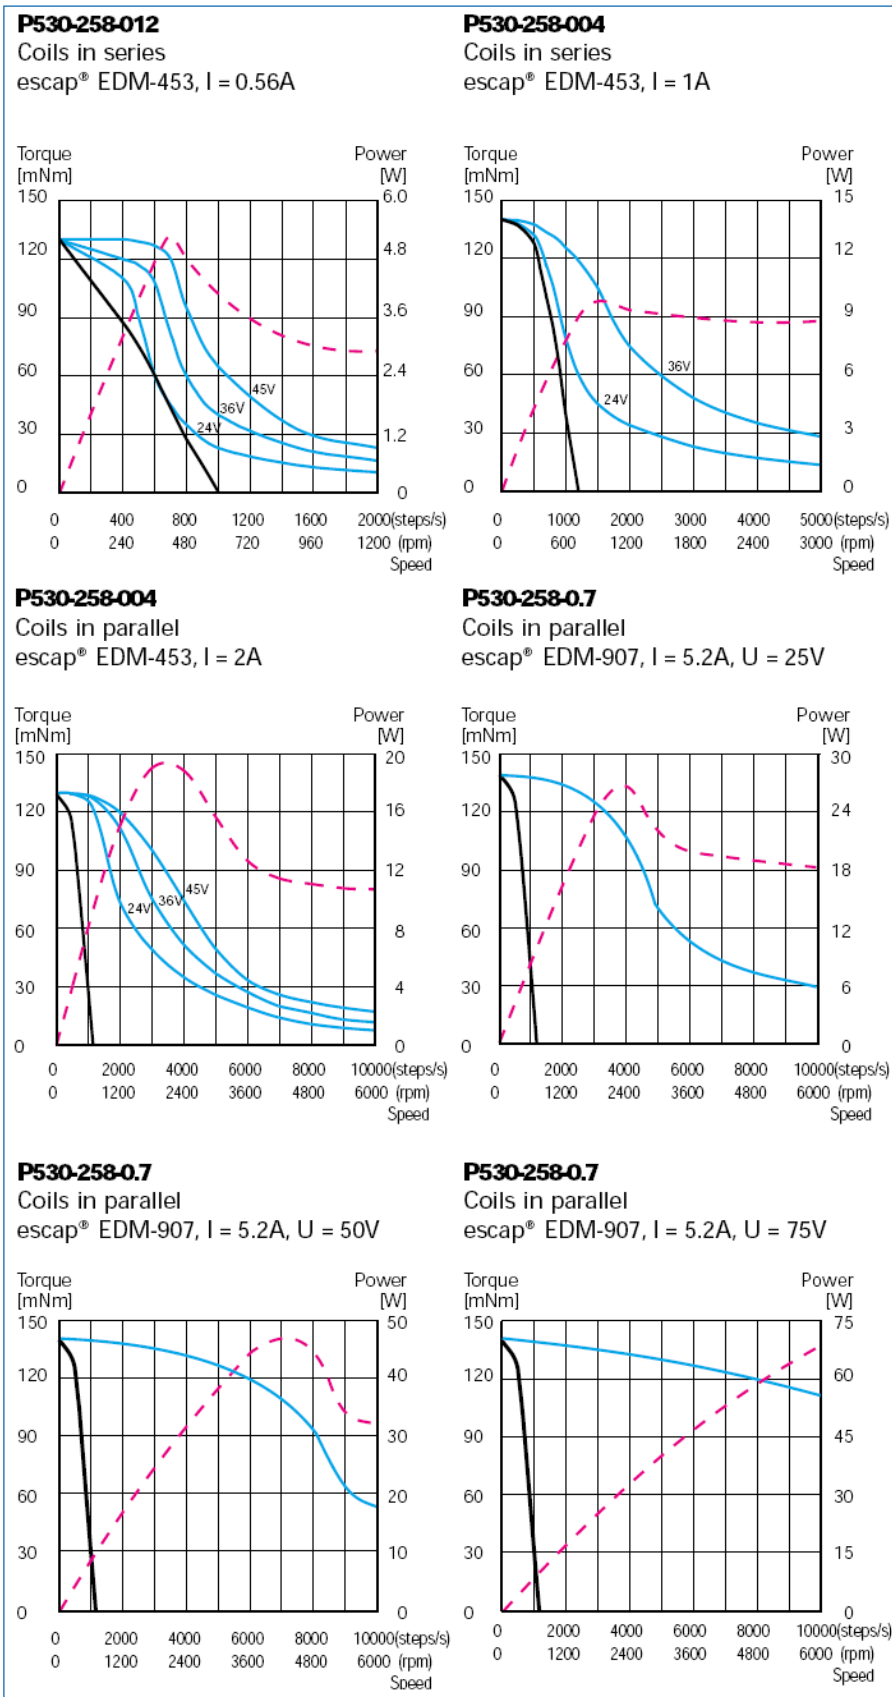 P530-258-012
Coils in series
escap® EDM-453, I = 0.56A
Torque
[mNm]
Power
[W]
150 6.0
120 4.8
90 3.6
60 2.4
30 1.2
0 0
45V
36V
24V
0 400 800 1200 1600 2000(steps/s)
0 240 480 720 960 1200 (rpm)
Speed
P530-258-004
Coils in series
escap® EDM-453, I = 1A
Torque
[mNm]
Power
[W]
150 15
120 12
90 9
60 6
30 3
0 0
36V
24V
0 1000 2000 3000 4000 5000(steps/s)
0 600 1200 1800 2400 3000 (rpm)
Speed
P530-258-004
Coils in parallel
escap® EDM-453, I = 2A
Torque
[mNm]
Power
[W]
150 20
120 16
90 12
60 8
30 4
0 0
24V 36V 45V
0 2000 4000 6000 8000 10000(steps/s)
0 1200 2400 3600 4800 6000 (rpm)
Speed
P530-258-0.7
Coils in parallel
escap® EDM-907, I = 5.2A, U = 25V
Torque
[mNm]
Power
[W]
150 30
120 24
90 18
60 12
30 6
0 0
0 2000 4000 6000 8000 10000(steps/s)
0 1200 2400 3600 4800 6000 (rpm)
Speed
P530-258-0.7
Coils in parallel
escap® EDM-907, I = 5.2A, U = 50V
Torque
[mNm]
Power
[W]
150 50
120 40
90 30
60 20
30 10
0 0
0 2000 4000 6000 8000 10000(steps/s)
0 1200 2400 3600 4800 6000 (rpm)
Speed
P530-258-0.7
Coils in parallel
escap® EDM-907, I = 5.2A, U = 75V
Torque
[mNm]
Power
[W]
150 75
120 60
90 45
60 30
30 15
0 0
0 2000 4000 6000 8000 10000(steps/s)
0 1200 2400 3600 4800 6000 (rpm)
Speed